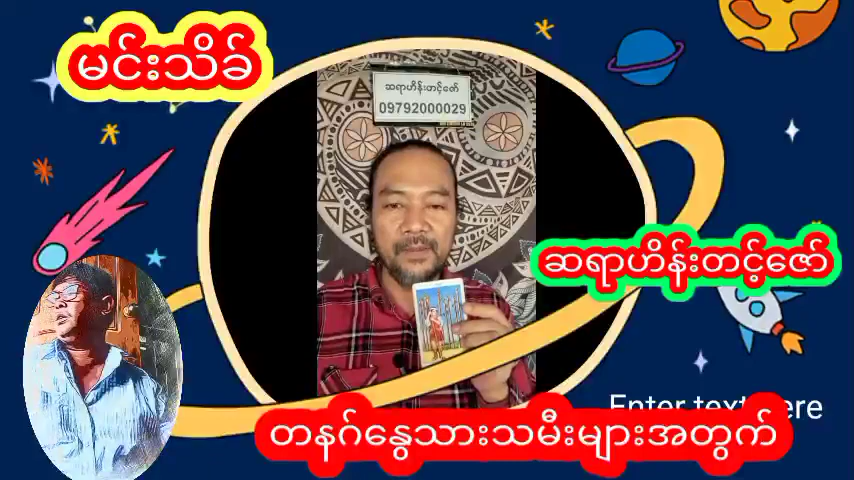 မင်းသိခ်
ဆရာဟိန်းတင့်ဇော်
09792000029
ဆရာဟိန်းတင့်ဇော်
Enter text here
တနင်္ဂနွေသားသမီးများအတွက်